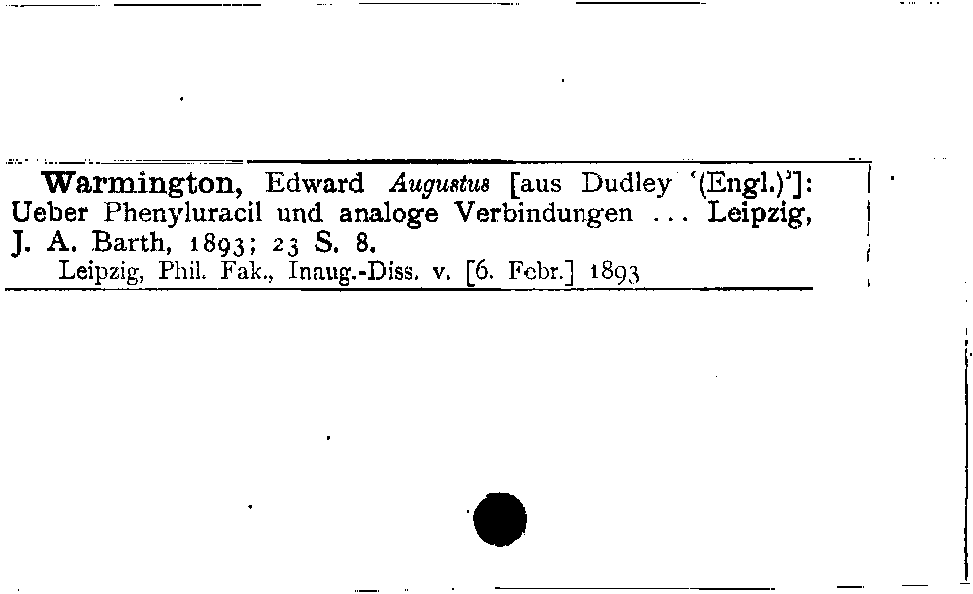 Warmington, Edward Augustus [aus Dudley ‘(Engl.)’]:
Ueber Phenyluracil und analoge Verbindungen ... Leipzig,
J. A. Barth, 1893; 23 S. 8.
Leipzig, Phil. Fak., Inaug.-Diss. v. [6. Febr.] 1893